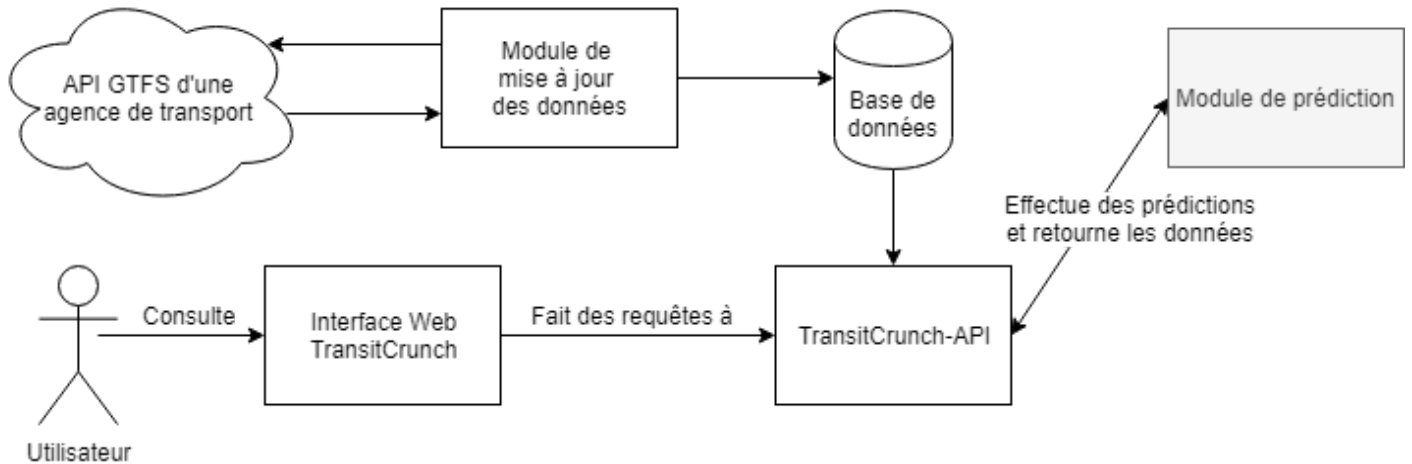 API GTFS d'une
agence de transport
Module de
mise à jour
des données
Base de
données
Module de prédiction
Effectue des prédictions
et retourne les données
Consulte
Interface Web
TransitCrunch
Fait des requêtes à
TransitCrunch-API
Utilisateur